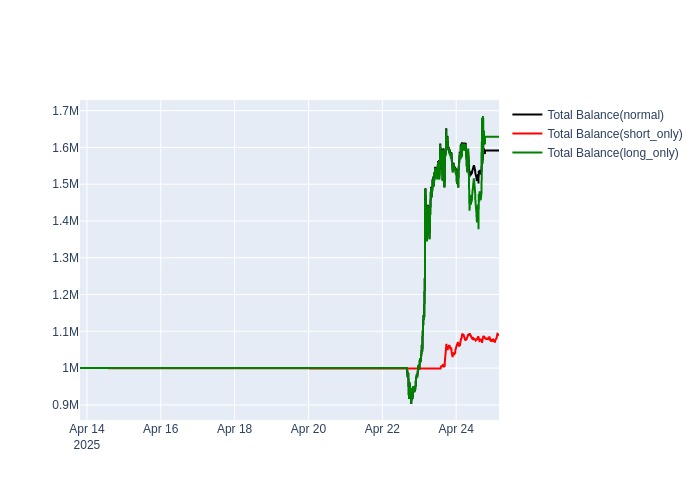 1.7M
1.6M
1.5M
1.4M
1.3M
1.2M
1.1M
1M
0.9M
Apr 14
2025
Apr 16
Apr 18
Apr 20
Apr 22
Apr 24
Total Balance(normal)
Total Balance(short_only)
Total Balance(long_only)